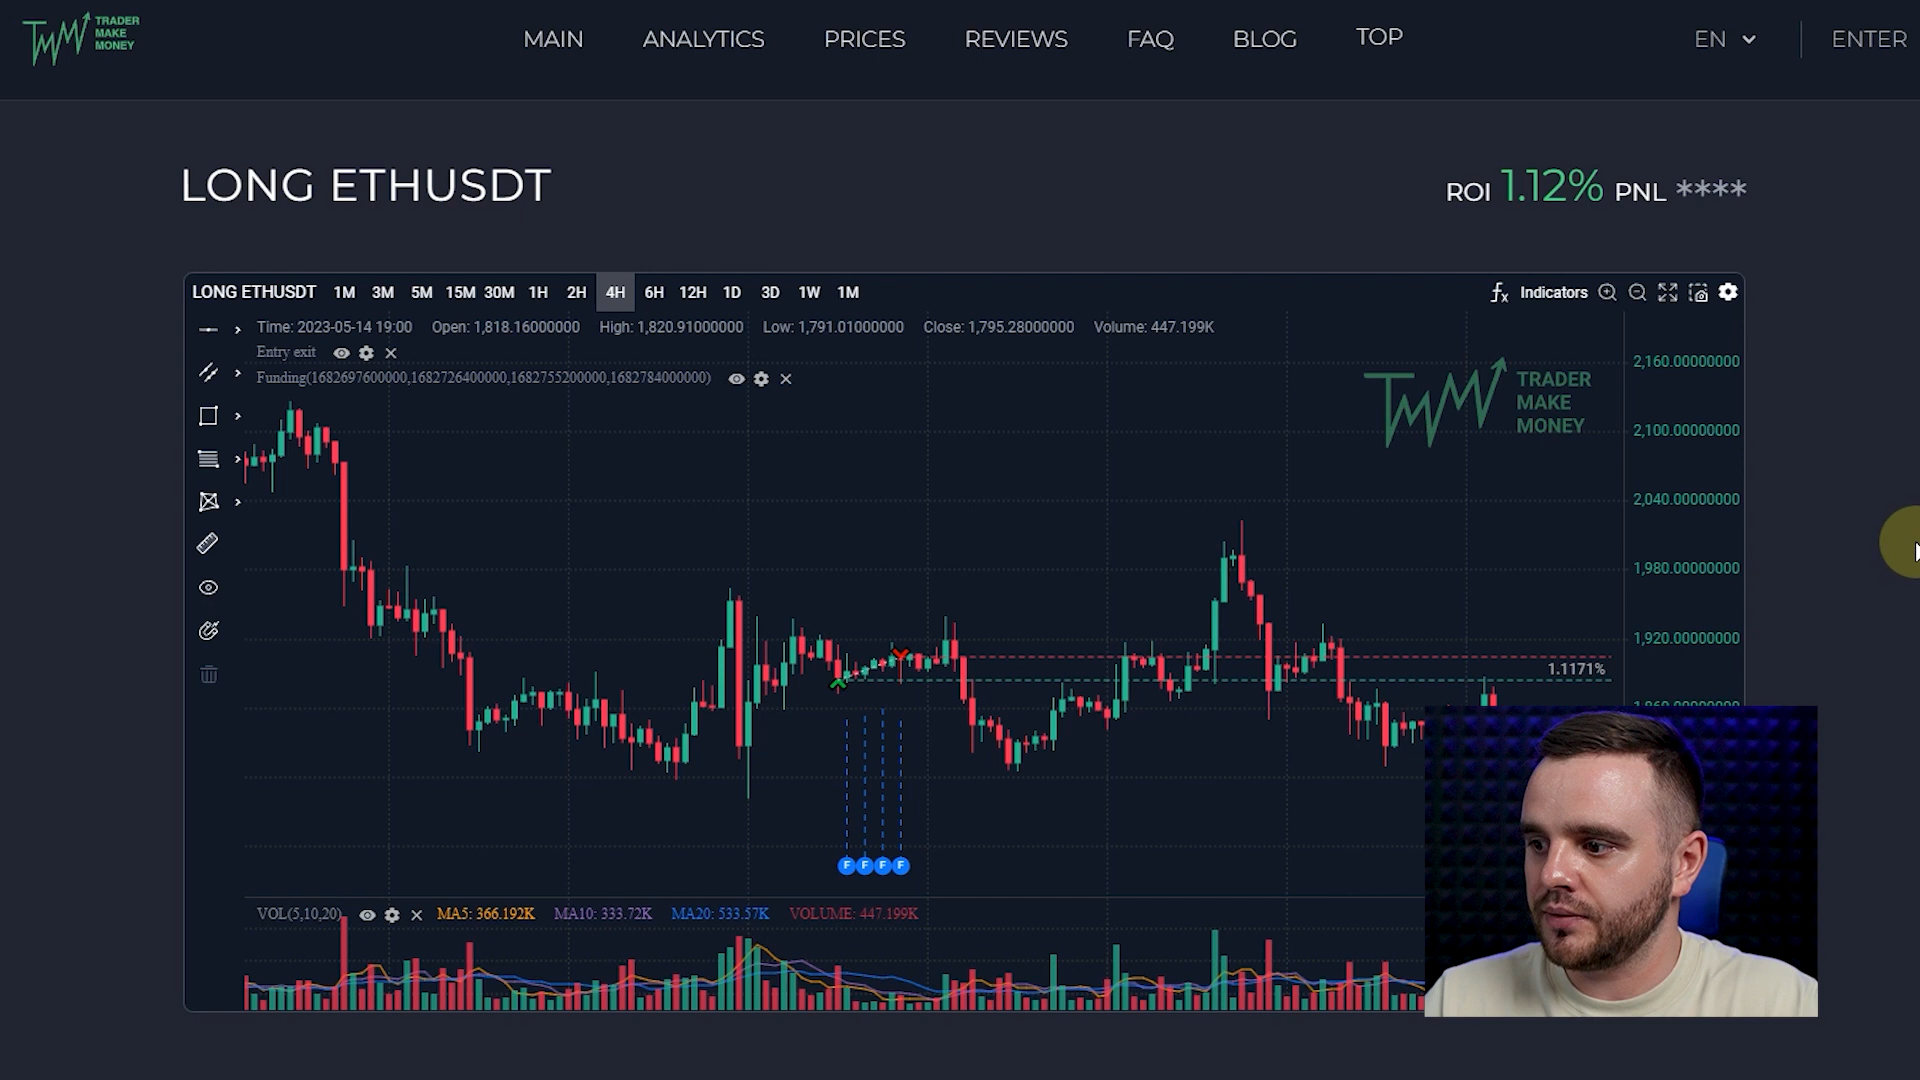 TRADER
MAKE
MONEY
MAIN ANALYTICS PRICES REVIEWS FAQ BLOG TOP EN ENTER
LONG ETHUSDT
ROI 1.12% PNL ****
LONG ETHUSDT 1M 3M 5M 15M 30M 1H 2H 4H 6H 12H 1D 3D 1W 1M fx Indicators
Time: 2023-05-14 19:00 Open: 1,818.16000000 High: 1,820.91000000 Low: 1,791.01000000 Close: 1,795.28000000 Volume: 447.199K
Entry exit
Funding(1682697600000,1682726400000,1682755200000,1682784000000)
TRADER
MAKE
MONEY
2,160.00000000
2,100.00000000
2,040.00000000
1,980.00000000
1,920.00000000
1.1171%
F F F F
VOL(5,10,20) MA5: 366.192K MA10: 333.72K MA20: 533.57K VOLUME: 447.199K